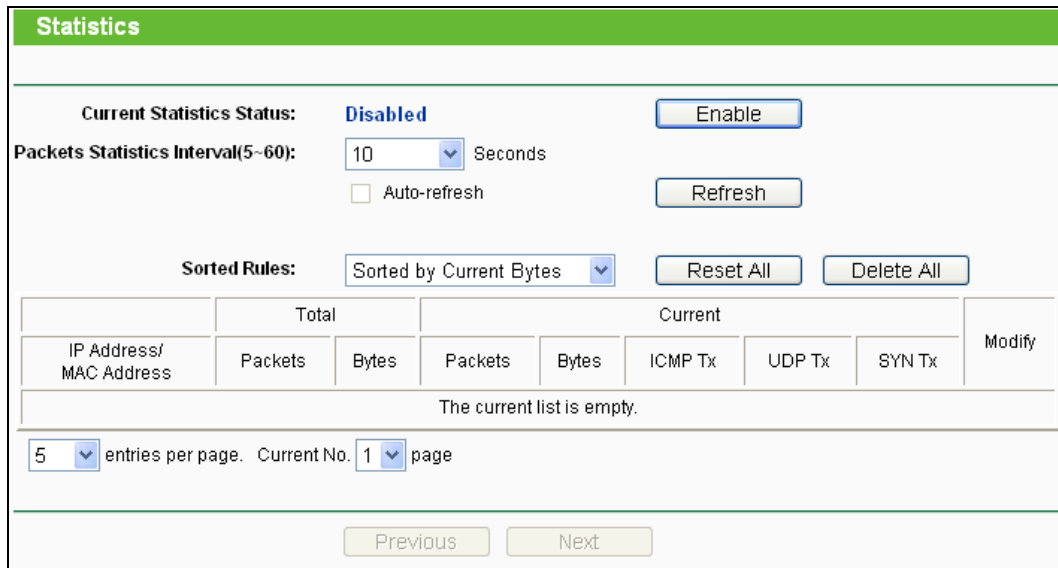 Statistics
Current Statistics Status: Disabled Enable
Packets Statistics Interval(5~60): 10 Seconds
Auto-refresh Refresh
Sorted Rules: Sorted by Current Bytes Reset All Delete All
Total Current Modify
IP Address/
MAC Address Packets Bytes Packets Bytes ICMP Tx UDP Tx SYN Tx
The current list is empty.
5 entries per page. Current No. 1 page
Previous Next